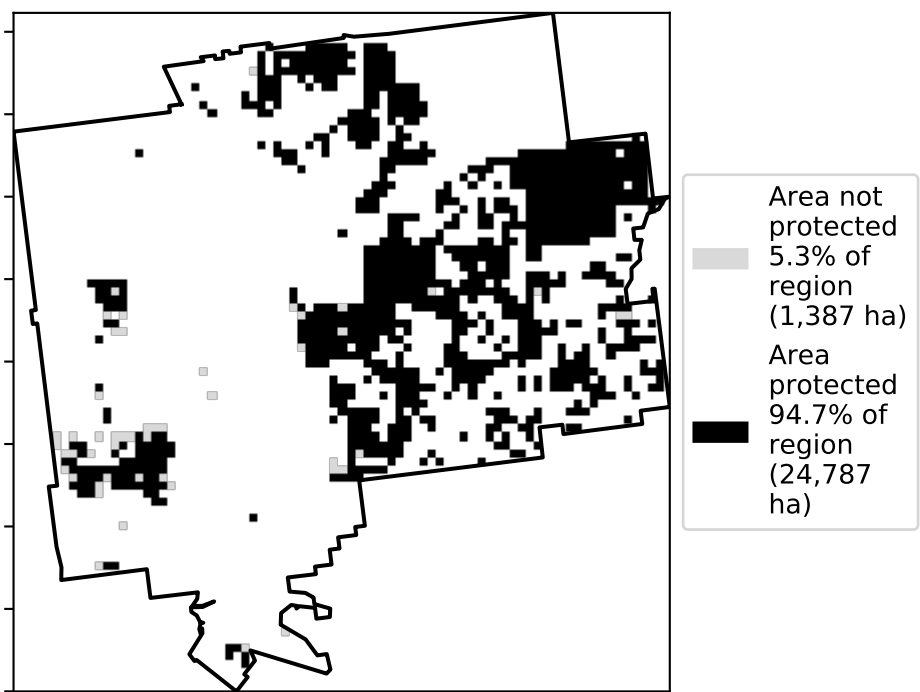 Area not
protected
5.3% of
region
(1,387 ha)
Area
protected
94.7% of
region
(24,787
ha)